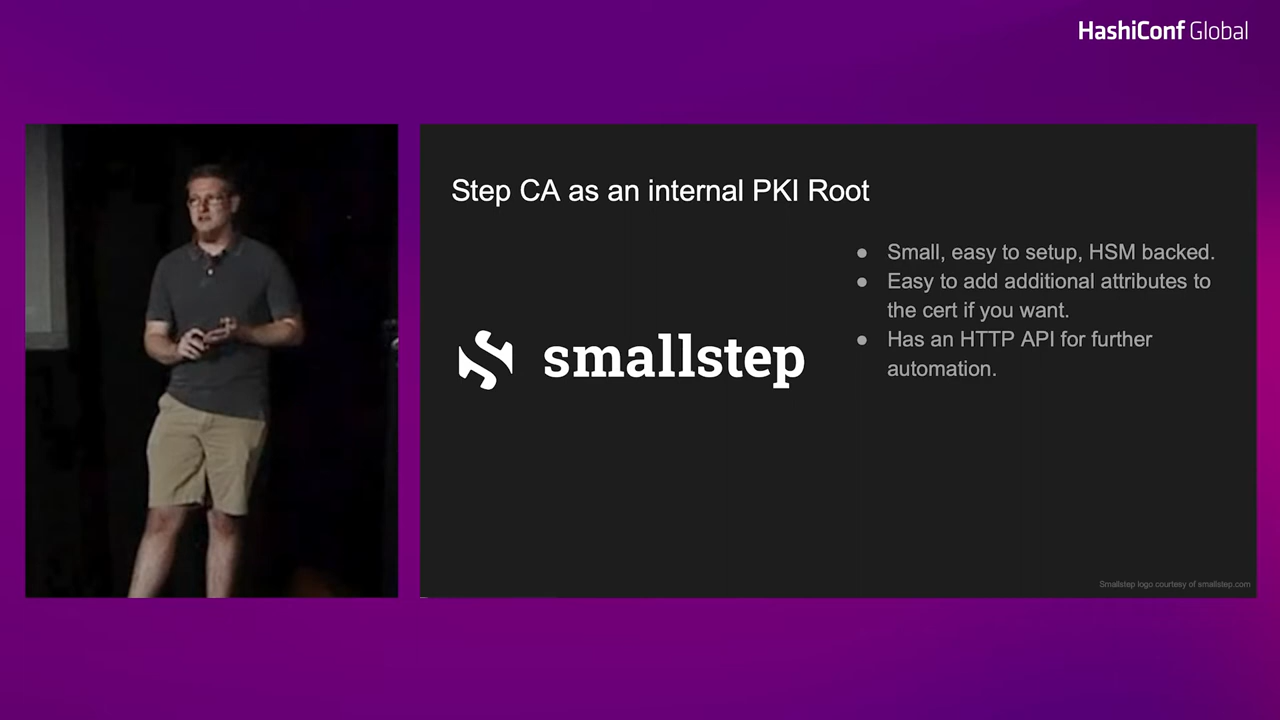 HashiConf Global
Step CA as an internal PKI Root
● Small, easy to setup, HSM backed.
● Easy to add additional attributes to
the cert if you want.
● Has an HTTP API for further
automation.
smallstep
Smallstep logo courtesy of smallstep.com